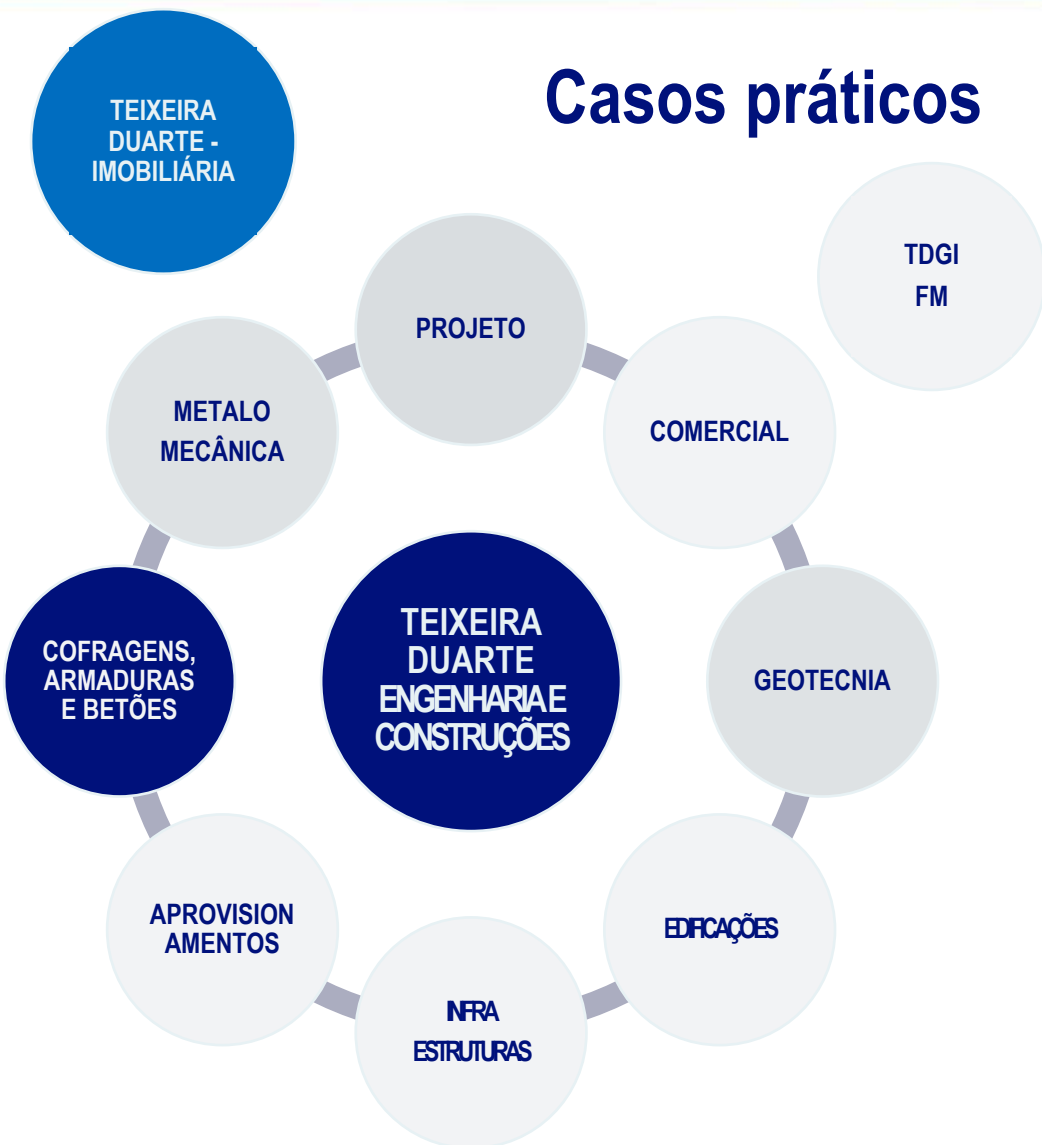 Casos práticos
TEIXEIRA
DUARTE -
IMOBILIÁRIA
TDGI
FM
PROJETO
COMERCIAL
GEOTECNIA
EDIFICAÇÕES
INFRA
ESTRUTURAS
APROVISION
AMENTOS
COFRAGENS,
ARMADURAS
E BETÕES
METALO
MECÂNICA
TEIXEIRA
DUARTE
ENGENHARIA E
CONSTRUÇÕES